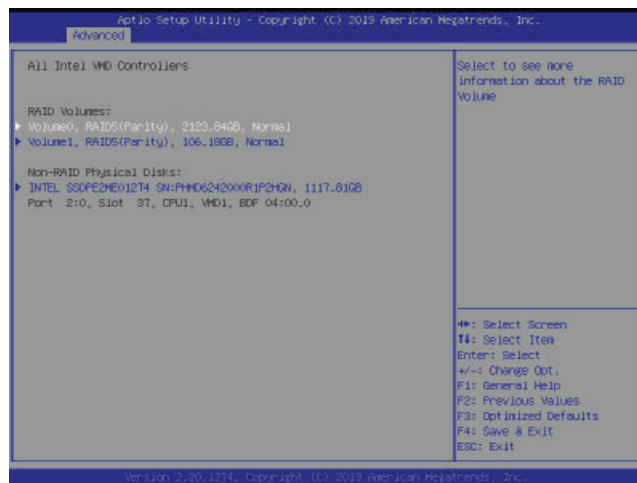 Aptio Setup Utility - Copyright (C) 2019 American Megatrends, Inc.
Advanced
All Intel VMD Controllers
RAID Volumes:
Volume0, RAID5(Parity), 2123.84GB, Normal
Volume1, RAID5(Parity), 106.18GB, Normal
Non-RAID Physical Disks:
INTEL SSDPE2ME012T4 SN:PHMD6242000R1P2HGN, 1117.81GB
Port 2:0, Slot 37, CPU1, VMD1, BDF 04:00.0
Select to see more
information about the RAID
Volume
: Select Screen
↑↓: Select Item
Enter: Select
+/-: Change Opt.
F1: General Help
F2: Previous Values
F3: Optimized Defaults
F4: Save & Exit
ESC: Exit
Version 2.20.1274. Copyright (C) 2019 American Megatrends, Inc.